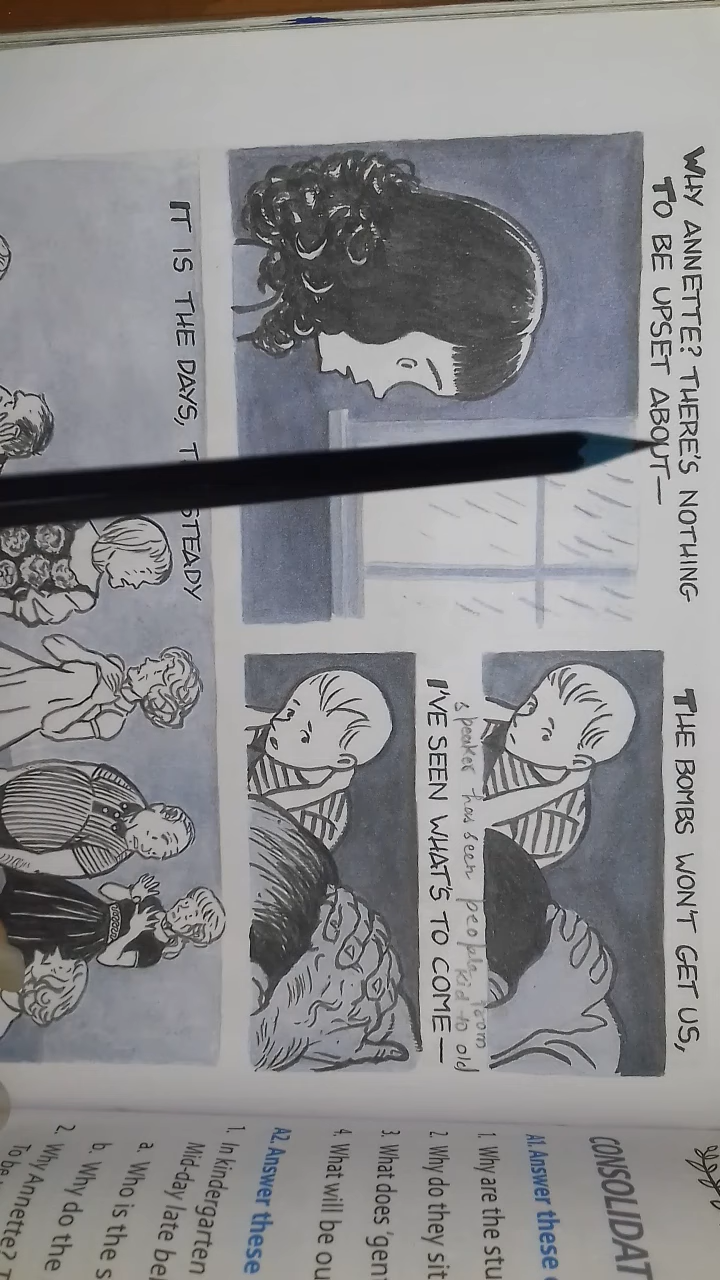 WHY ANNETTE? THERE'S NOTHING
TO BE UPSET ABOUT—
THE BOMBS WON'T GET US,
speaker has seen people from
kid to old
I'VE SEEN WHAT'S TO COME—
IT IS THE DAYS, T STEADY
CONSOLIDAT
A1. Answer these
1. Why are the stu
2. Why do they sit
3. What does 'gen
4. What will be ou
A2. Answer these
1. In kindergarten
Mid-day late be
a. Who is the s
b. Why do the
2. Why Annette? T
To be